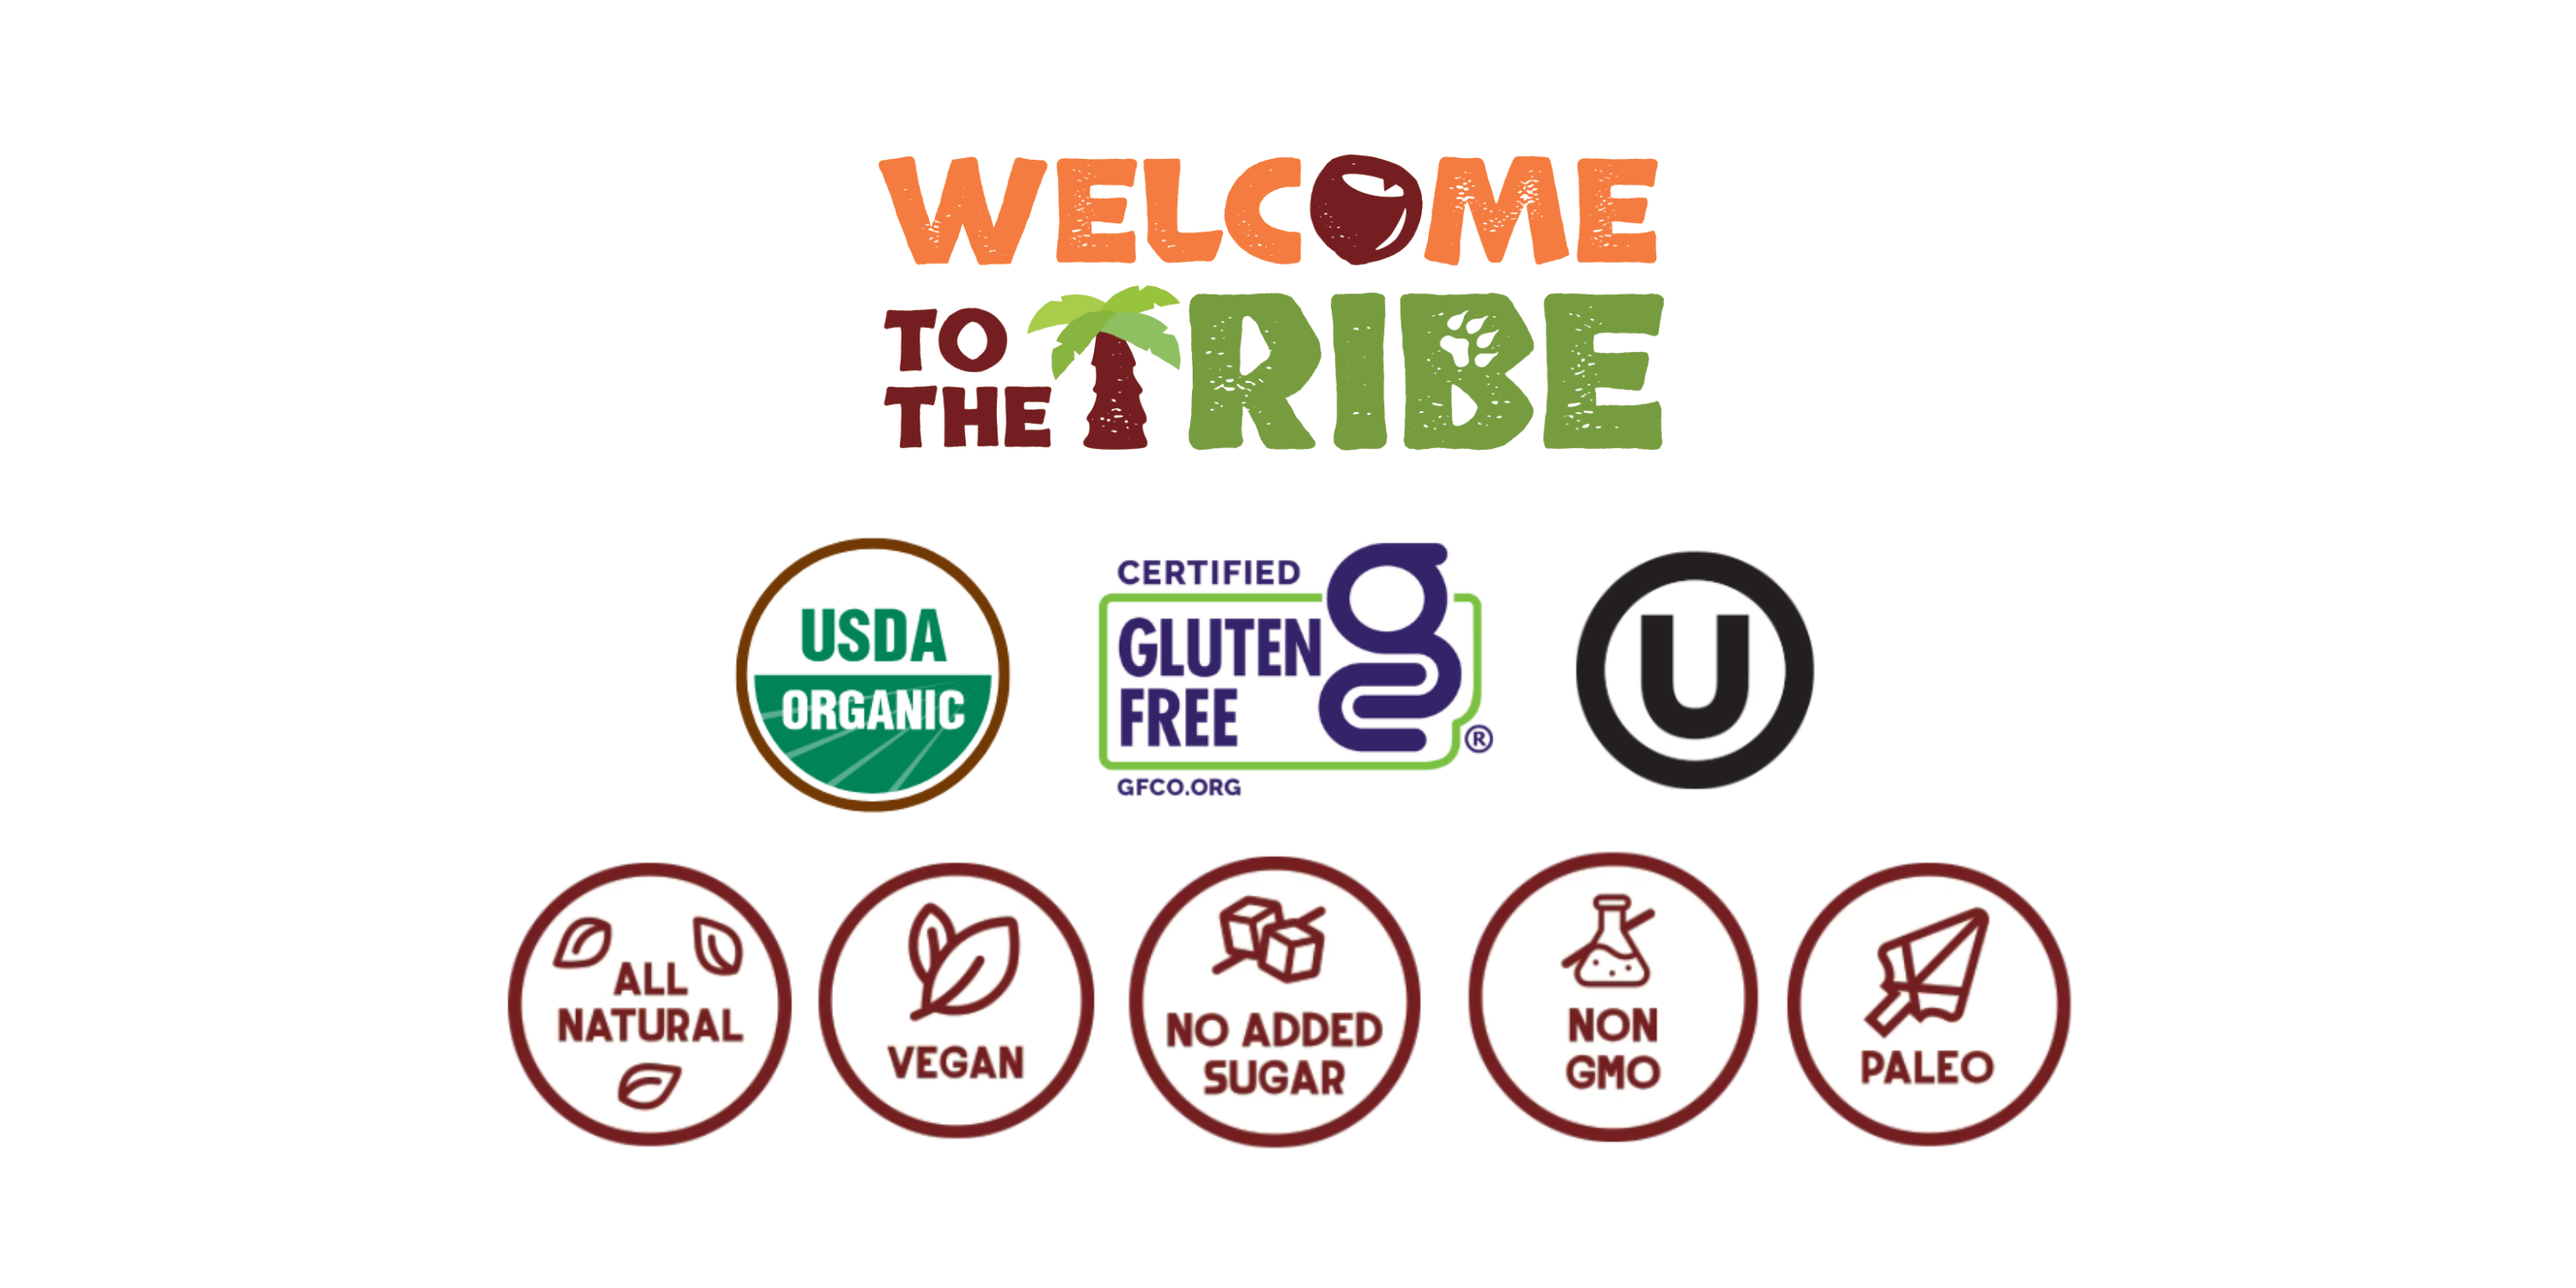 WELCOME
TO
THE TRIBE
USDA
ORGANIC
CERTIFIED
GLUTEN
FREE
g
®
GFCO.ORG
U
ALL
NATURAL
VEGAN
NO ADDED
SUGAR
NON
GMO
PALEO